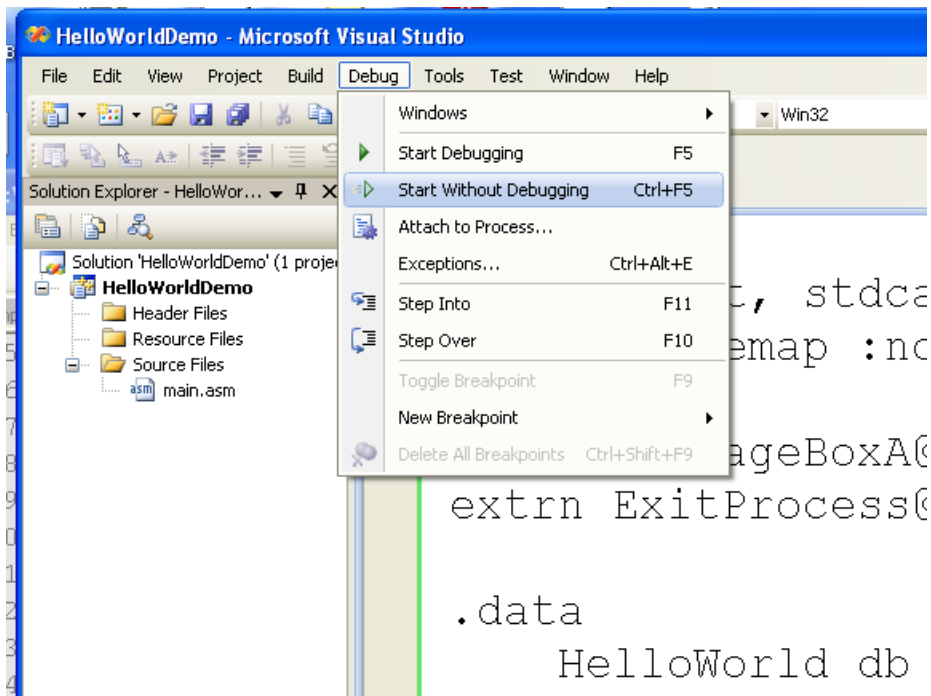 HelloWorldDemo - Microsoft Visual Studio
File Edit View Project Build Debug Tools Test Window Help
Win32
Windows
Start Debugging F5
Start Without Debugging Ctrl+F5
Attach to Process...
Exceptions... Ctrl+Alt+E
Step Into F11
Step Over F10
Toggle Breakpoint F9
New Breakpoint
Delete All Breakpoints Ctrl+Shift+F9
Solution Explorer - HelloWor...
Solution 'HelloWorldDemo' (1 proje
HelloWorldDemo
Header Files
Resource Files
Source Files
asm main.asm
t, stdca
emap :no
ageBoxA@
extrn ExitProcess@
.data
HelloWorld db